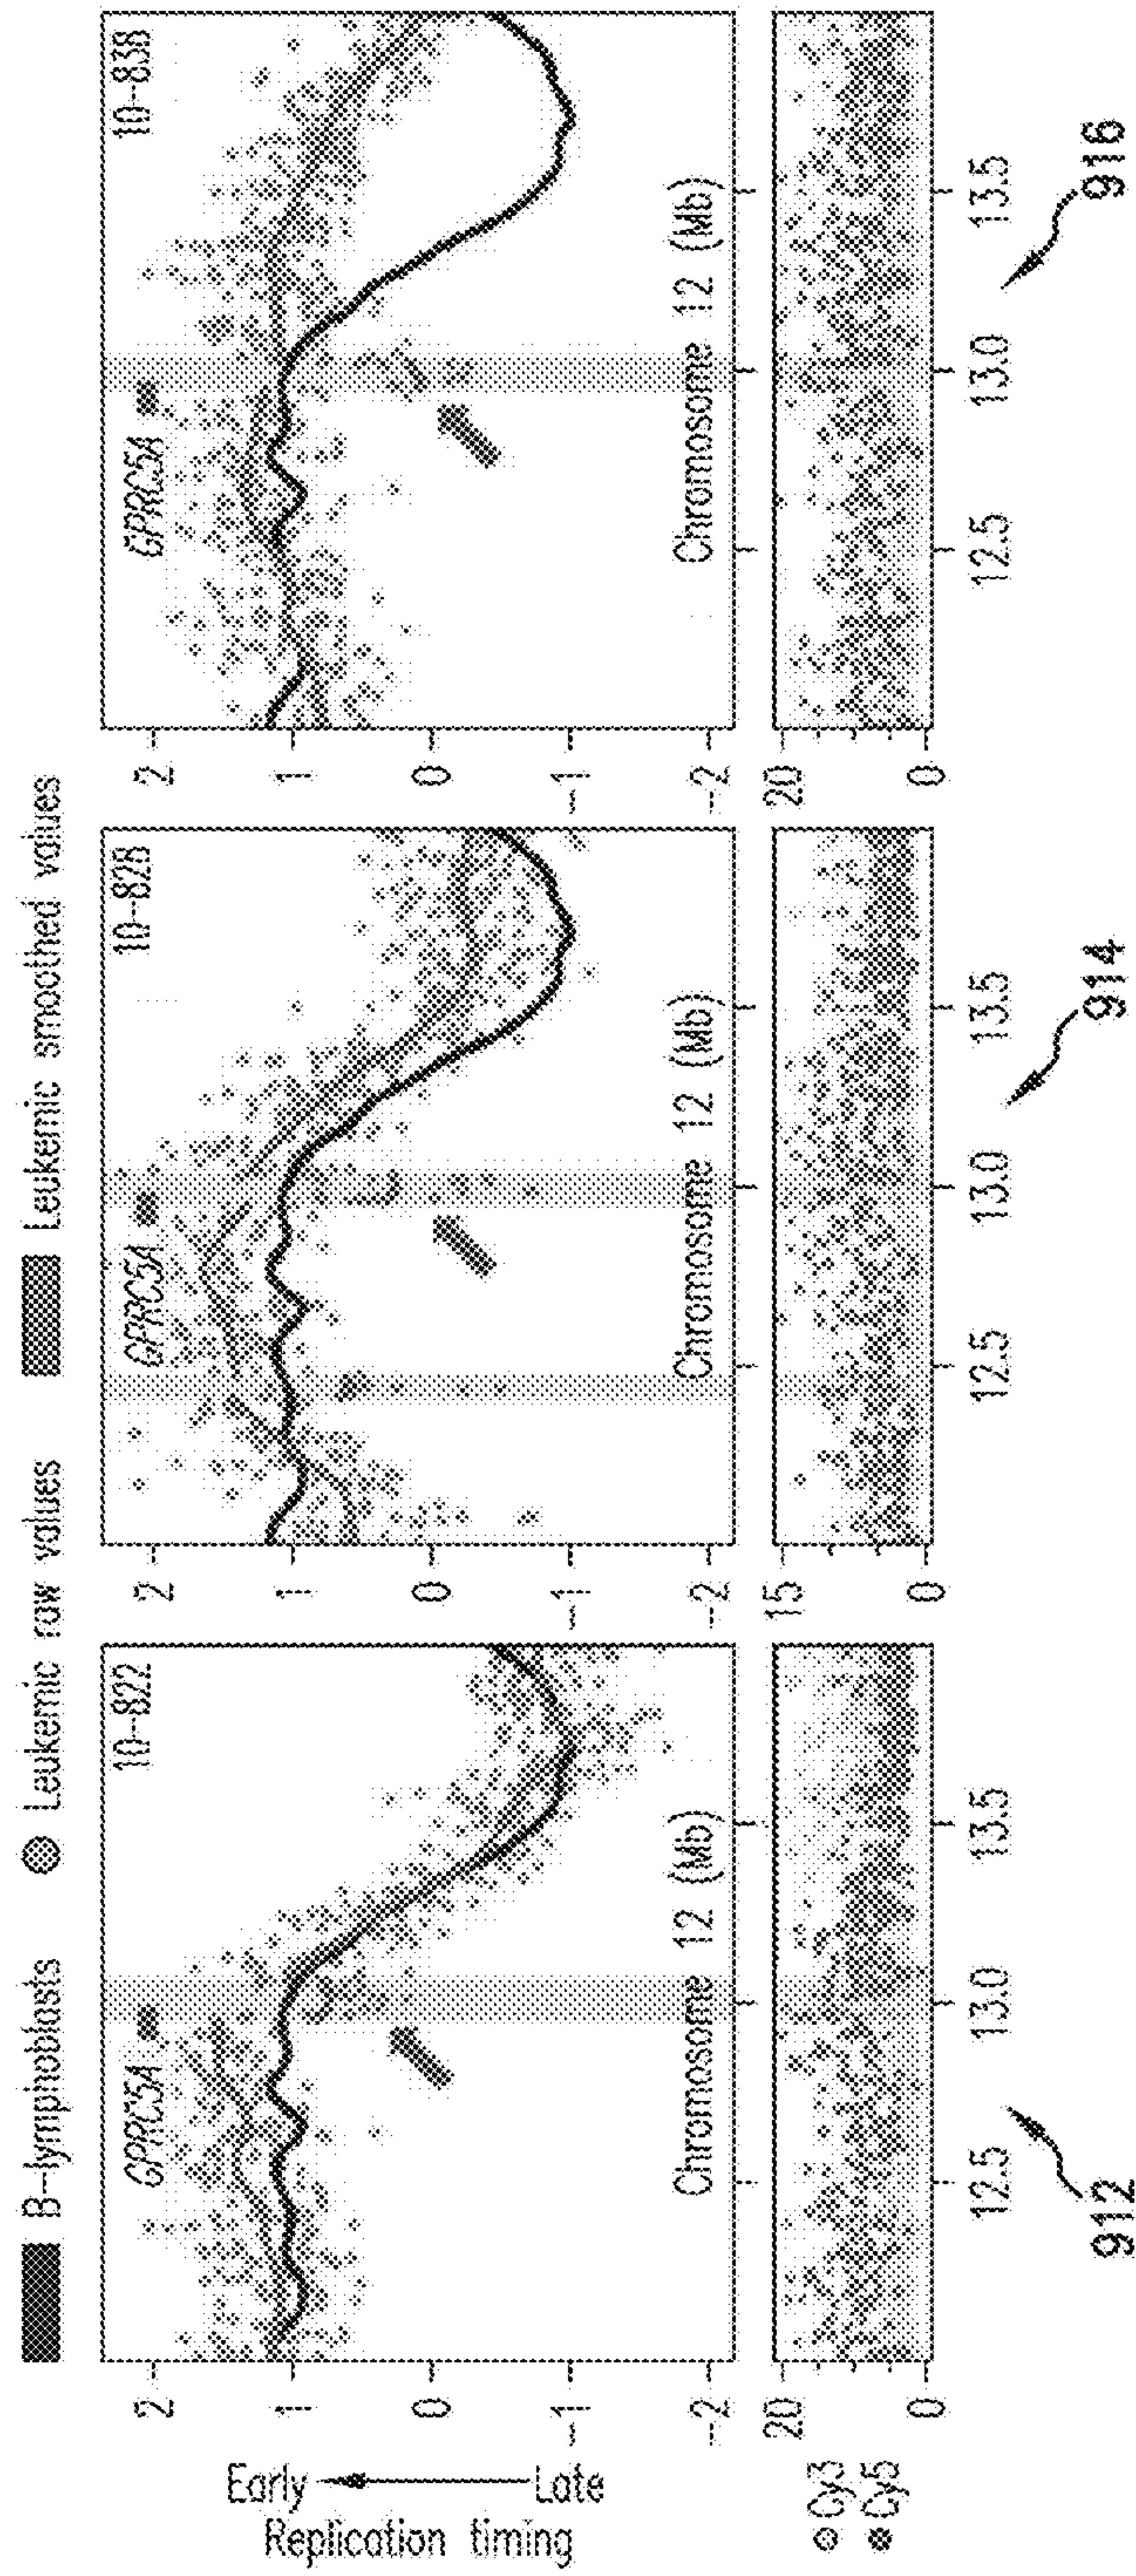 B-lymphoblasts
Leukemic raw values
Leukemic smoothed values
Early
Late
Replication timing
2
1
0
-1
-2
10-822
GPRC5A
Chromosome 12 (Mb)
2
1
0
-1
-2
10-828
GPRC5A
Chromosome 12 (Mb)
2
1
0
-1
-2
10-838
GPRC5A
Chromosome 12 (Mb)
Cy3
Cy5
20
0
12.5
13.0
13.5
15
0
12.5
13.0
13.5
20
0
12.5
13.0
13.5
912
914
916